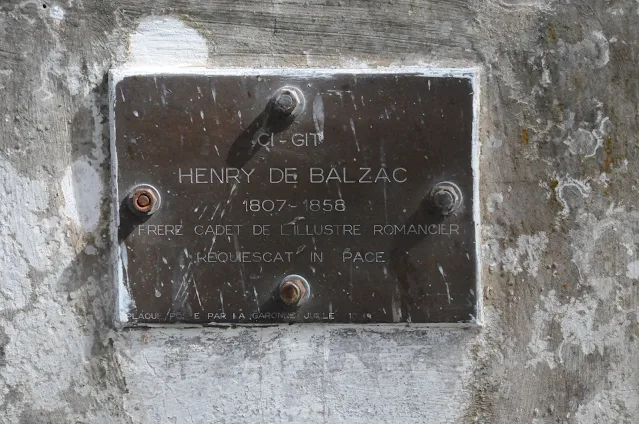 CI-GIT
HENRY DE BALZAC
1807-1858
FRERE CADET DE L'ILLUSTRE ROMANCIER
REQUIESCAT IN PACE
PLAQUE POSEE PAR LA GARONNE